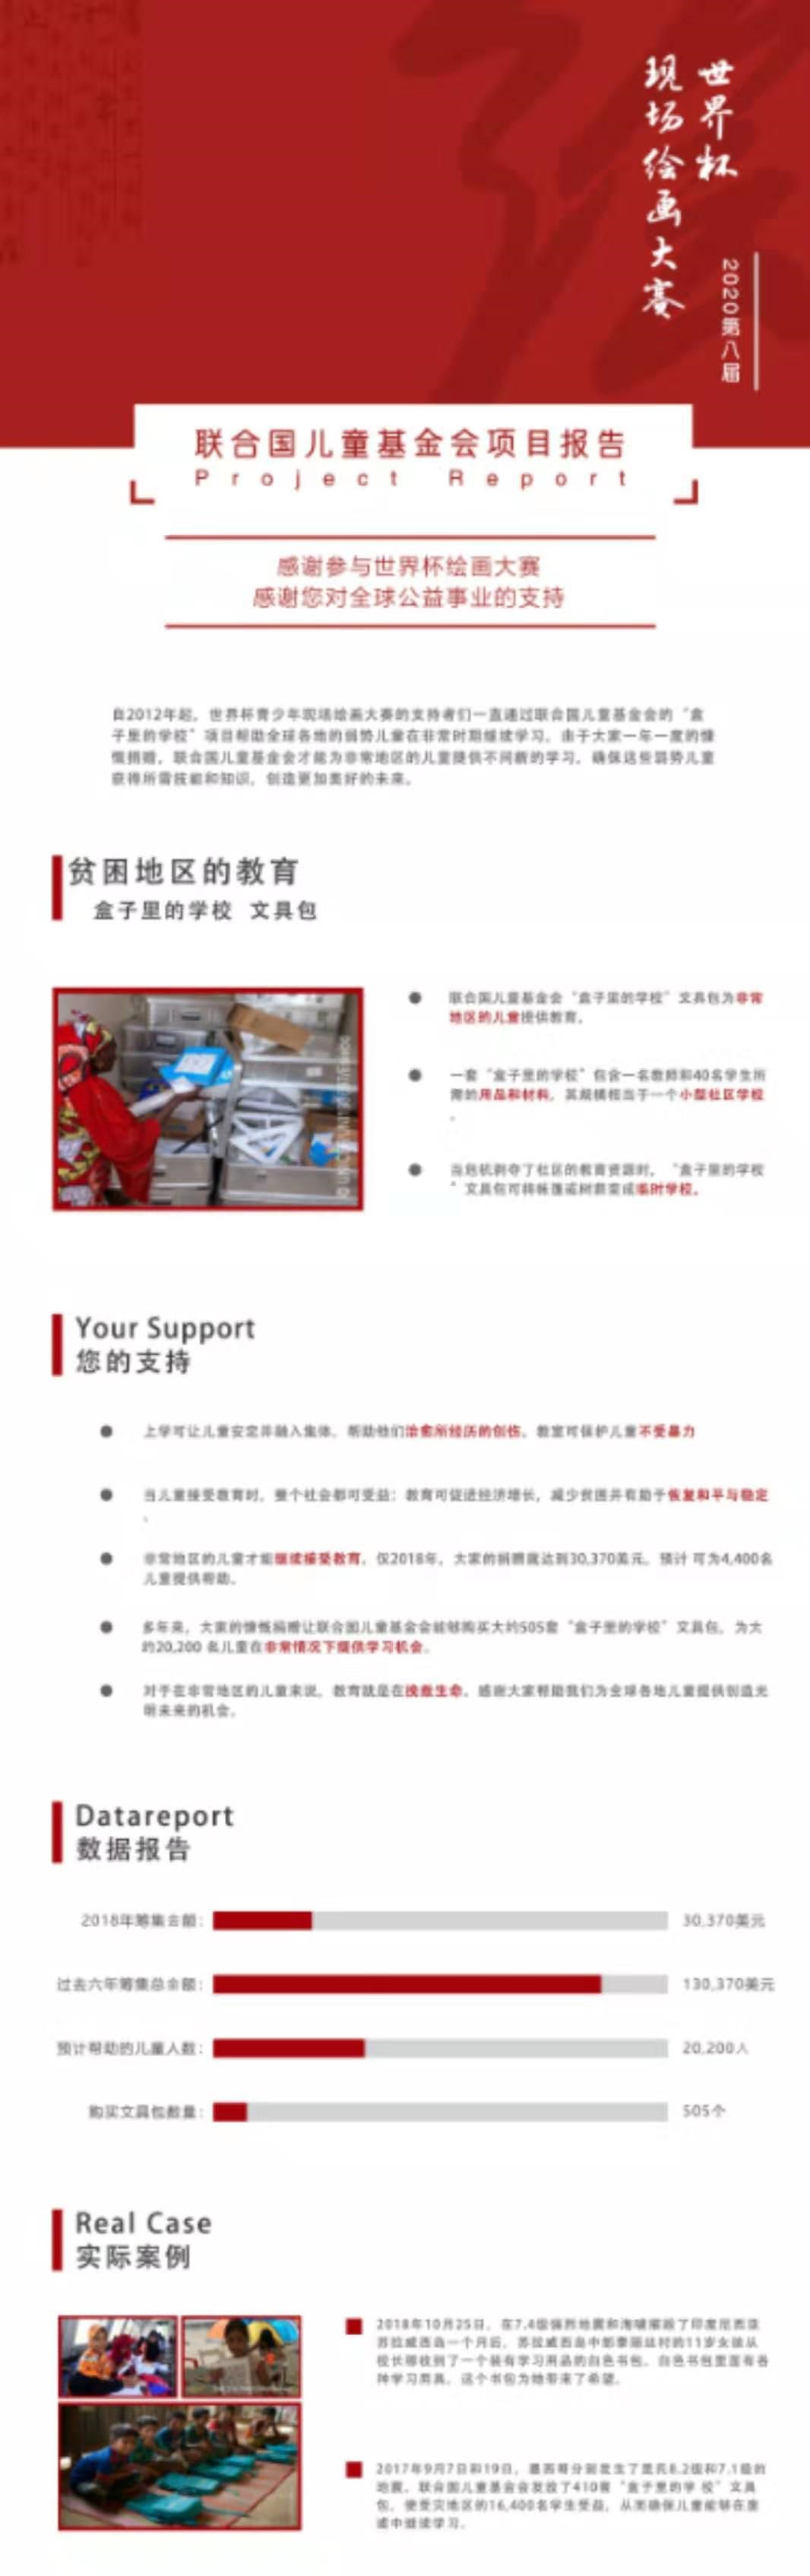 世界杯
现场绘画大赛
2020第八届
联合国儿童基金会项目报告
Project Report
感谢参与世界杯绘画大赛
感谢您对全球公益事业的支持
自2012年起，世界杯青少年现场绘画大赛的支持者们一直通过联合国儿童基金会的“盒
子里的学校”项目帮助全球各地的弱势儿童在非常时期继续学习。由于大家一年一度的慷
慨捐赠，联合国儿童基金会才能为非常地区的儿童提供不间断的学习，确保这些弱势儿童
获得所需技能和知识，创造更加美好的未来。
贫困地区的教育
盒子里的学校 文具包
联合国儿童基金会“盒子里的学校”文具包为非常
地区的儿童提供教育。
一套“盒子里的学校”包含一名教师和40名学生所
需的用品和材料，其规模相当于一个小型社区学校
。
当危机剥夺了社区的教育资源时，“盒子里的学校
”文具包可将帐篷或树荫变成临时学校。
Your Support
您的支持
上学可让儿童安定并融入集体，帮助他们治愈所经历的创伤。教室可保护儿童不受暴力
当儿童接受教育时，整个社会都可受益：教育可促进经济增长，减少贫困并有助于恢复和平与稳定
。
非常地区的儿童才能继续接受教育。仅2018年，大家的捐赠就达到30,370美元。预计 可为4,400名
儿童提供帮助。
多年来，大家的慷慨捐赠让联合国儿童基金会能够购买大约505套“盒子里的学校”文具包，为大
约20,200 名儿童在非常情况下提供学习机会。
对于在非常地区的儿童来说，教育就是在挽救生命。感谢大家帮助我们为全球各地儿童提供创造光
明未来的机会。
Datareport
数据报告
2018年筹集金额： 30,370美元
过去六年筹集总金额： 130,370美元
预计帮助的儿童人数： 20,200人
购买文具包数量： 505个
Real Case
实际案例
2018年10月25日，在7.4级强烈地震和海啸摧毁了印度尼西亚
苏拉威西岛一个月后，苏拉威西岛中部 村的11岁女孩从
校长哪收到了一个装有学习用品的白色书包。白色书包里面有各
种学习用具，这个书包为她带来了希望。
2017年9月7日和19日，墨西哥分别发生了里氏8.2级和7.1级的
地震。联合国儿童基金会发放了410套“盒子里的学 校”文具
包，使受灾地区的16,400名学生受益，从而确保儿童能够在废
墟中继续学习。